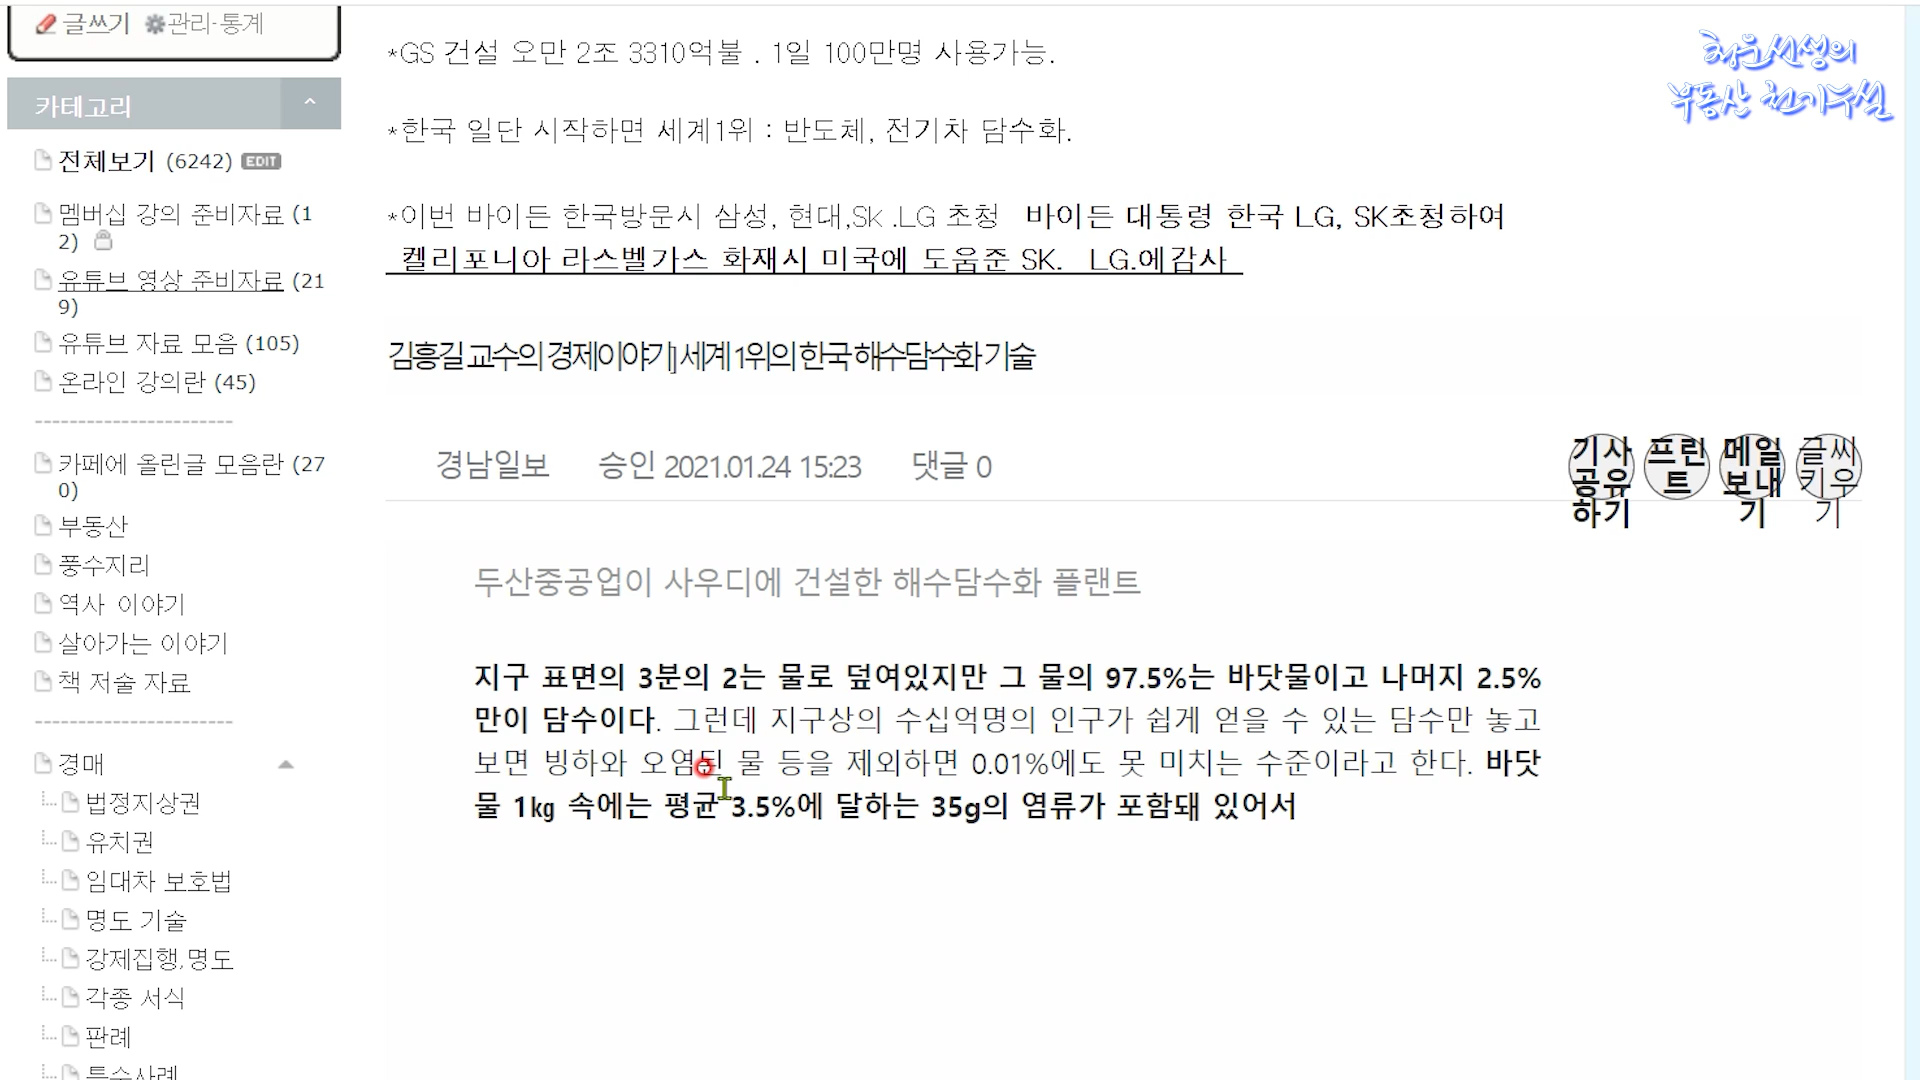 글쓰기 관리·통계
카테고리
전체보기 (6242) EDIT
멤버십 강의 준비자료 (1
2)
유튜브 영상 준비자료 (21
9)
유튜브 자료 모음 (105)
온라인 강의란 (45)
-----------------------
카페에 올린글 모음란 (27
0)
부동산
풍수지리
역사 이야기
살아가는 이야기
책 저술 자료
-----------------------
경매
법정지상권
유치권
임대차 보호법
명도 기술
강제집행,명도
각종 서식
판례
특수사례
*GS 건설 오만 2조 3310억불 . 1일 100만명 사용가능.
*한국 일단 시작하면 세계1위 : 반도체, 전기차 담수화.
*이번 바이든 한국방문시 삼성, 현대,Sk .LG 초청 바이든 대통령 한국 LG, SK초청하여
켈리포니아 라스벨가스 화재시 미국에 도움준 SK. LG.에감사
김흥길 교수의 경제이야기] 세계 1위의 한국 해수담수화 기술
경남일보 승인 2021.01.24 15:23 댓글 0
기사
공유
하기
프린
트
메일
보내
기
글씨
키우
기
두산중공업이 사우디에 건설한 해수담수화 플랜트
지구 표면의 3분의 2는 물로 덮여있지만 그 물의 97.5%는 바닷물이고 나머지 2.5%
만이 담수이다. 그런데 지구상의 수십억명의 인구가 쉽게 얻을 수 있는 담수만 놓고
보면 빙하와 오염된 물 등을 제외하면 0.01%에도 못 미치는 수준이라고 한다. 바닷
물 1kg 속에는 평균 3.5%에 달하는 35g의 염류가 포함돼 있어서
청운선생의
부동산 천기누설